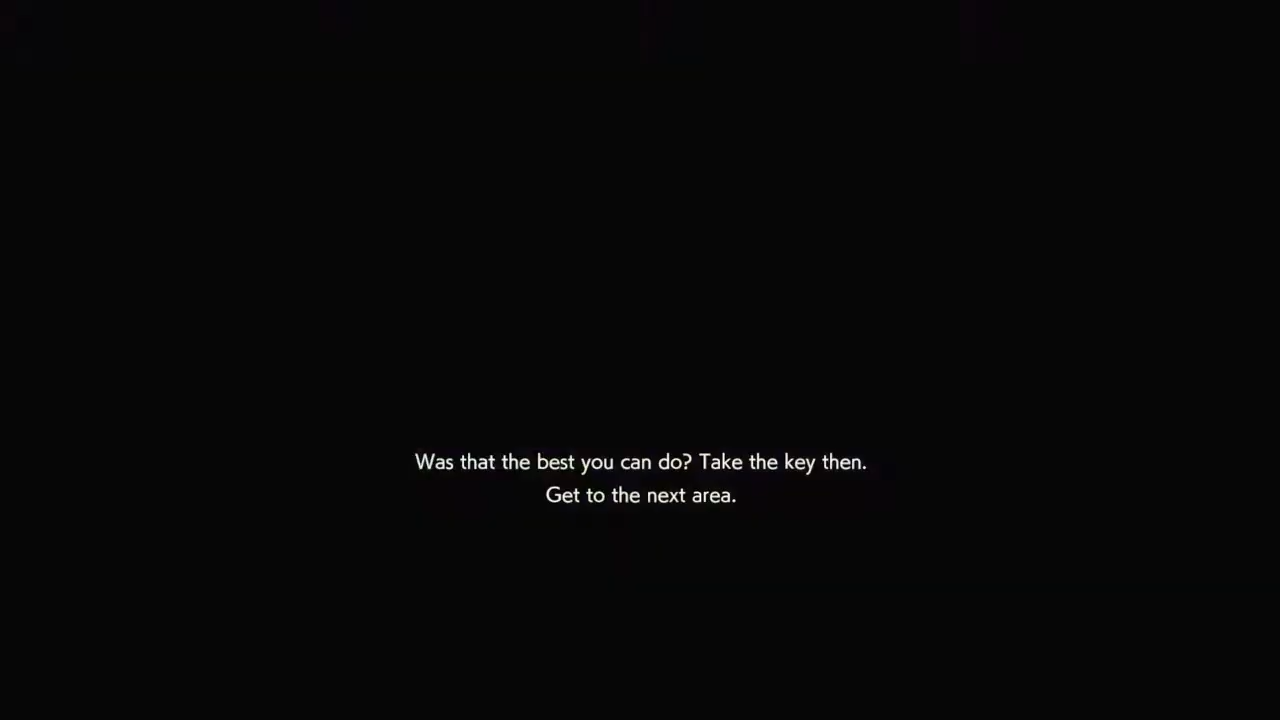 Was that the best you can do? Take the key then.
Get to the next area.